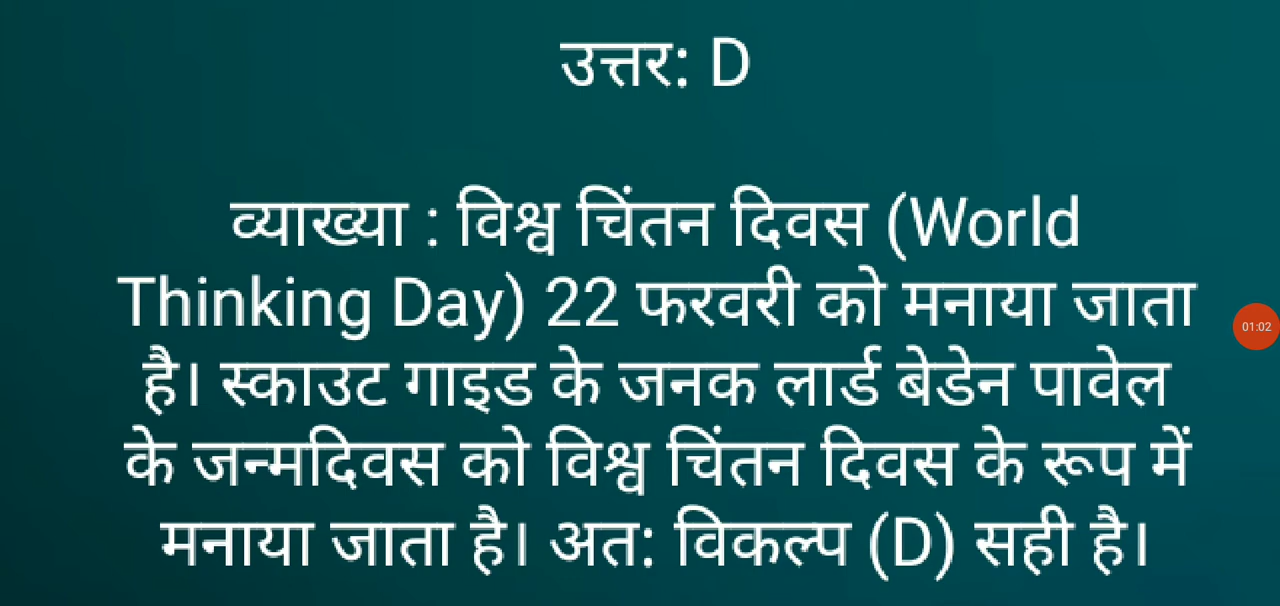 उत्तर: D
व्याख्या : विश्व चिंतन दिवस (World
Thinking Day) 22 फरवरी को मनाया जाता
है। स्काउट गाइड के जनक लार्ड बेडेन पावेल
के जन्मदिवस को विश्व चिंतन दिवस के रूप में
मनाया जाता है। अत: विकल्प (D) सही है।
01:02